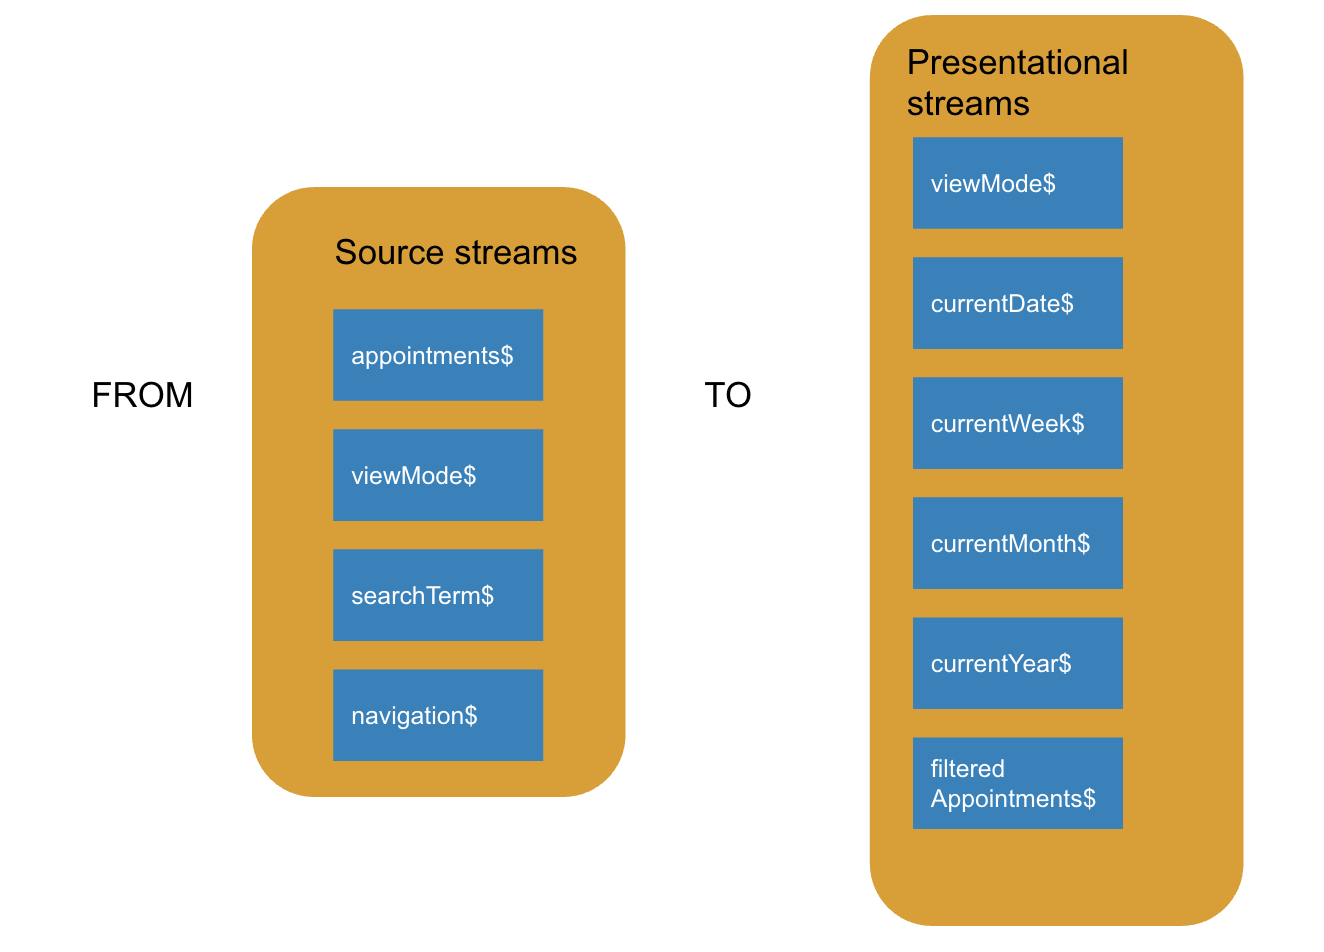 FROM
Source streams
appointments$
viewMode$
searchTerm$
navigation$
TO
Presentational
streams
viewMode$
currentDate$
currentWeek$
currentMonth$
currentYear$
filtered
Appointments$